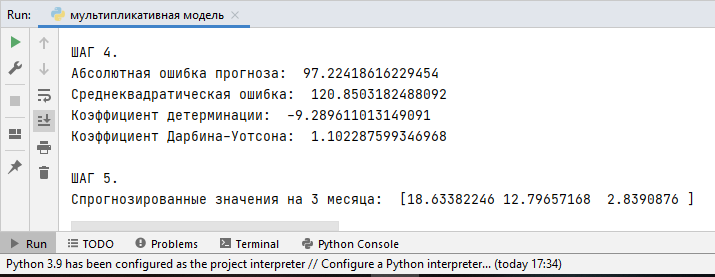 Run: мультипликативная модель
ШАГ 4.
Абсолютная ошибка прогноза:  97.22418616229454
Среднеквадратическая ошибка:  120.8503182488092
Коэффициент детерминации:  -9.289611013149091
Коэффициент Дарбина-Уотсона:  1.102287599346968
ШАГ 5.
Спрогнозированные значения на 3 месяца:  [18.63382246 12.79657168  2.8390876 ]
Run TODO Problems Terminal Python Console
Python 3.9 has been configured as the project interpreter // Configure a Python interpreter... (today 17:34)